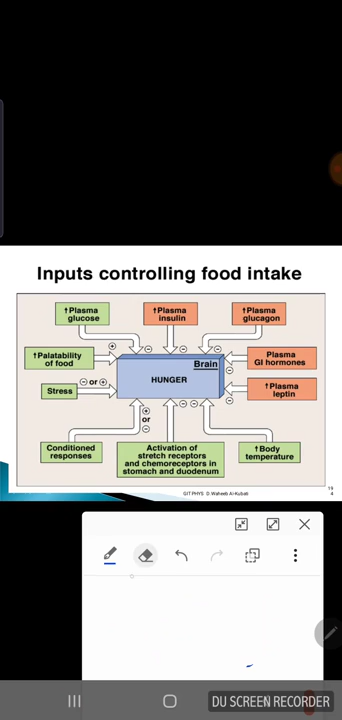 Inputs controlling food intake
↑Plasma
glucose
↑Plasma
insulin
↑Plasma
glucagon
↑Palatability
of food
Brain
HUNGER
Plasma
GI hormones
Stress
or
↑Plasma
leptin
or
Conditioned
responses
Activation of
stretch receptors
and chemoreceptors in
stomach and duodenum
↑Body
temperature
GIT PHYS D.Waheeb Al-Kubati
DU SCREEN RECORDER